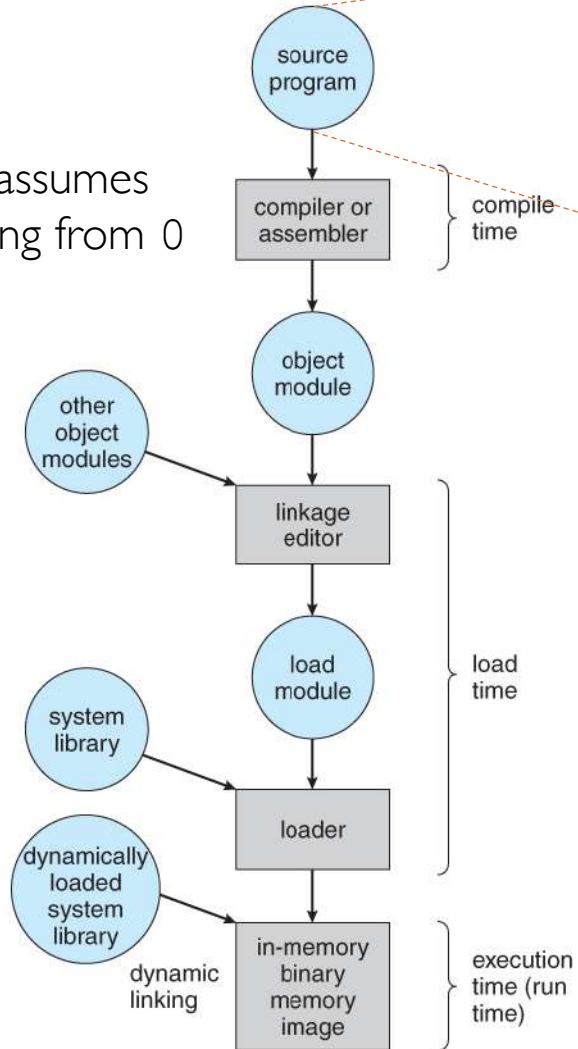 source
program
assumes
ng from 0
compiler or
assembler
compile
time
object
module
other
object
modules
linkage
editor
load
module
load
time
system
library
loader
dynamically
loaded
system
library
dynamic
linking
in-memory
binary
memory
image
execution
time (run
time)